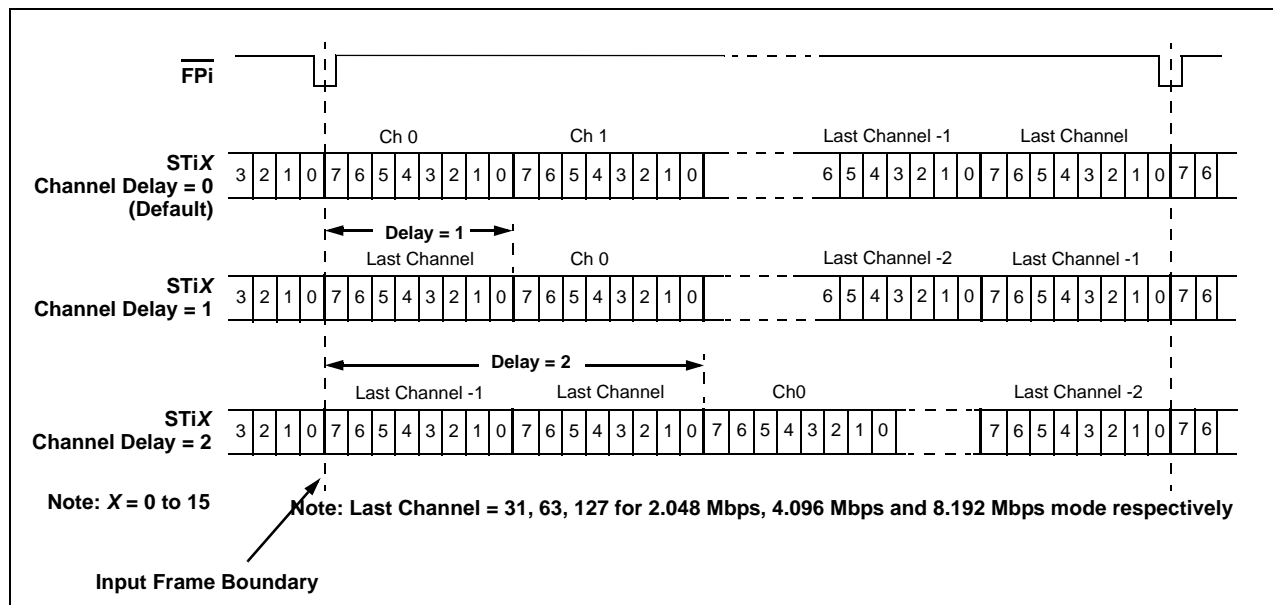 FPi
Ch 0 Ch 1 Last Channel -1 Last Channel
STiX
Channel Delay = 0
(Default)
3 2 1 0 7 6 5 4 3 2 1 0 7 6 5 4 3 2 1 0 6 5 4 3 2 1 0 7 6 5 4 3 2 1 0 7 6
Delay = 1
Last Channel Ch 0 Last Channel -2 Last Channel -1
STiX
Channel Delay = 1
3 2 1 0 7 6 5 4 3 2 1 0 7 6 5 4 3 2 1 0 6 5 4 3 2 1 0 7 6 5 4 3 2 1 0 7 6
Delay = 2
Last Channel -1 Last Channel Ch0 Last Channel -2
STiX
Channel Delay = 2
3 2 1 0 7 6 5 4 3 2 1 0 7 6 5 4 3 2 1 0 7 6 5 4 3 2 1 0 7 6 5 4 3 2 1 0 7 6
Note: X = 0 to 15
Note: Last Channel = 31, 63, 127 for 2.048 Mbps, 4.096 Mbps and 8.192 Mbps mode respectively
Input Frame Boundary